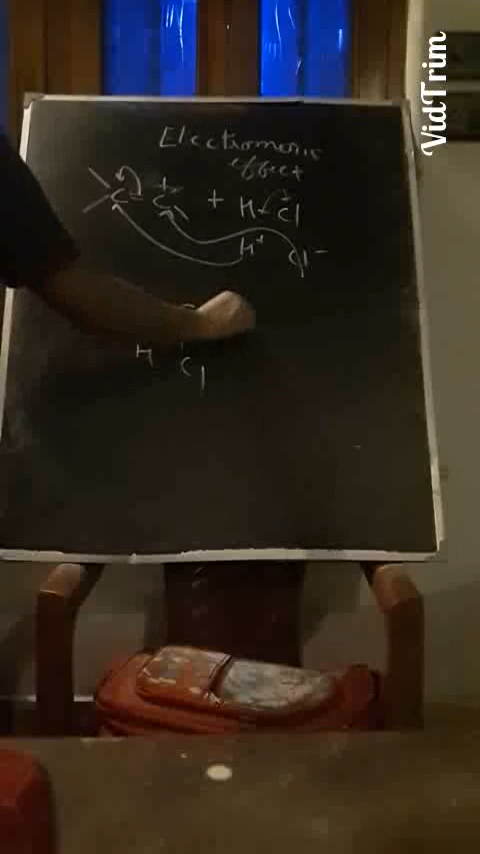 VidTrim
Electromeric
effect
C = C + H - Cl
H+ Cl-
H Cl